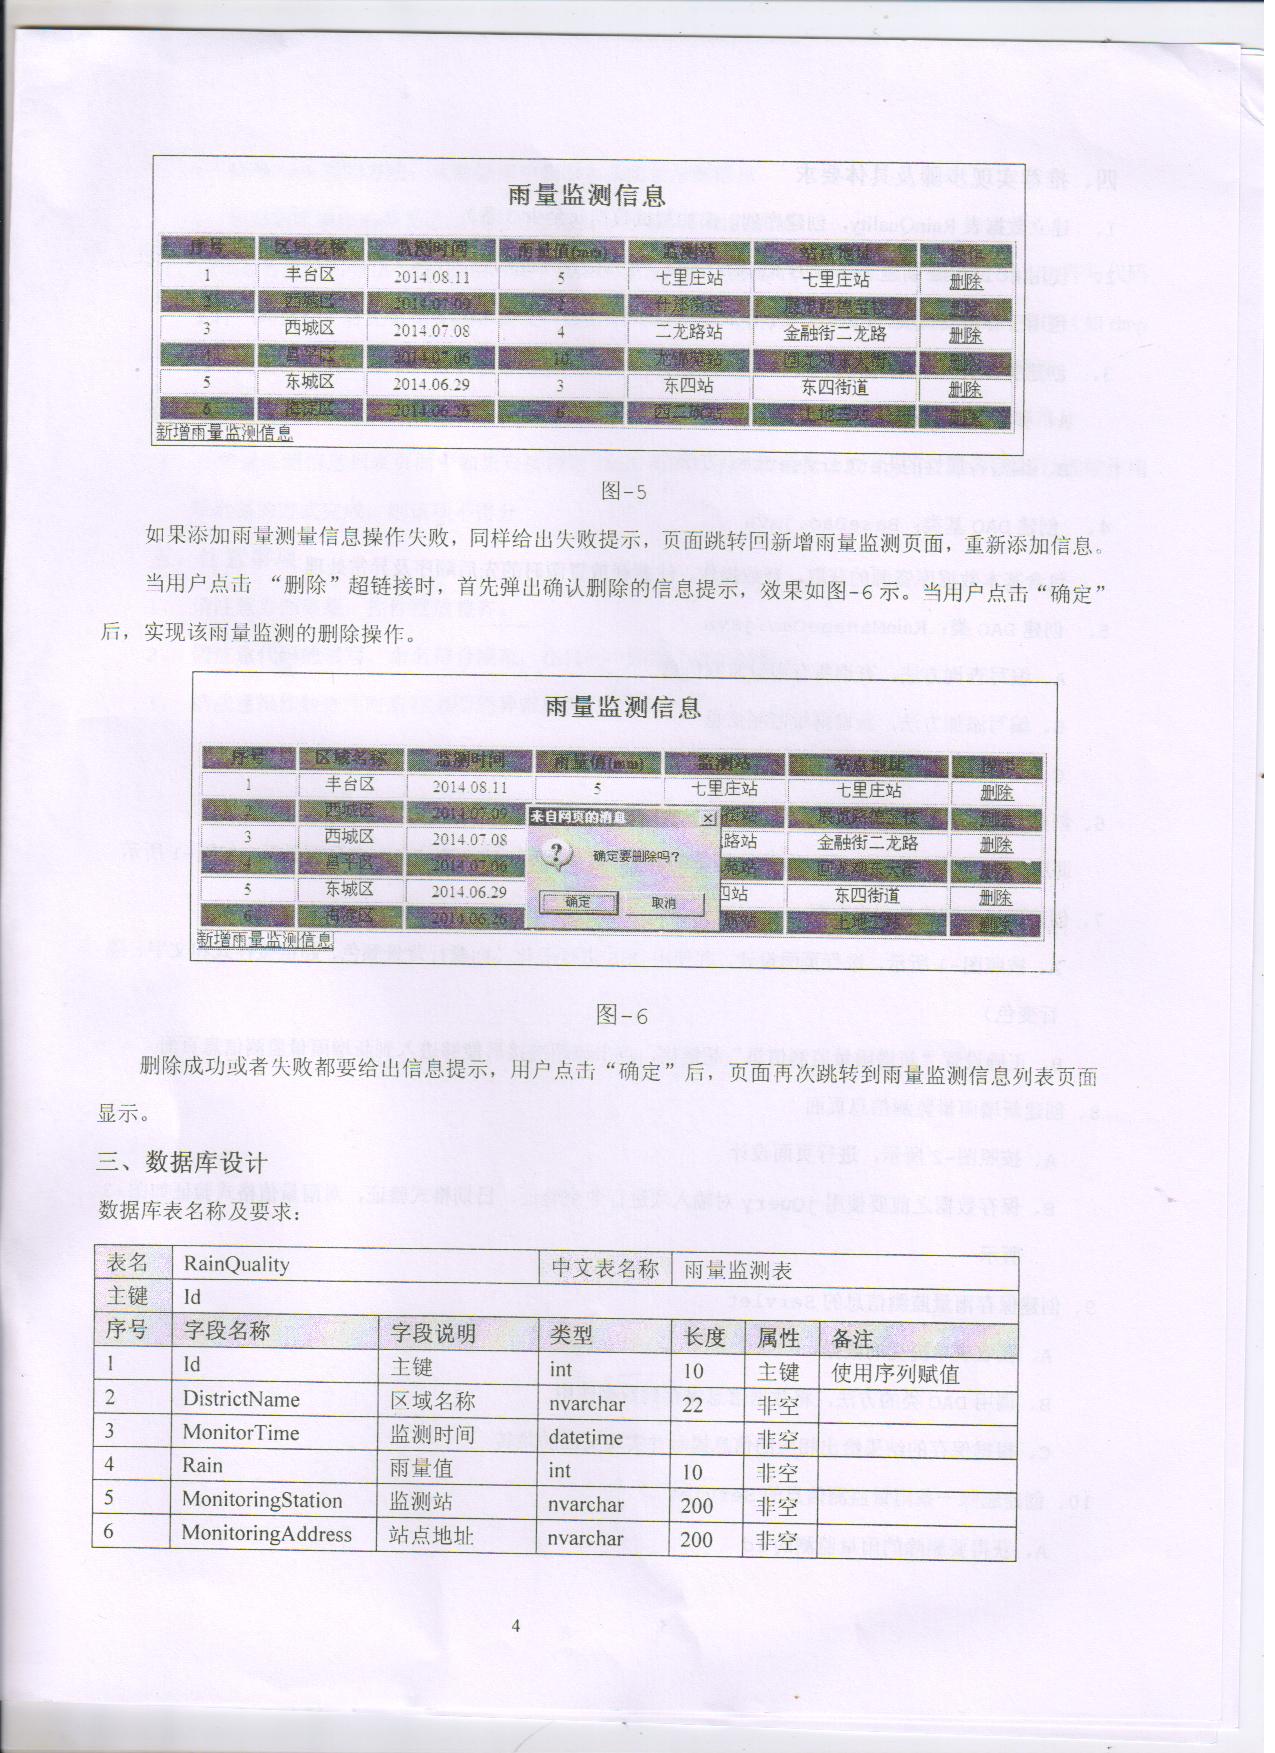 雨量监测信息
序号 区域名称 监测时间 雨量值(mm) 监测站 站点地址 操作
1 丰台区 2014.08.11 5 七里庄站 七里庄站 删除
2 西城区 2014.07.09 删除
3 西城区 2014.07.08 4 二龙路站 金融街二龙路 删除
4 昌平区 2014.07.06 10 删除
5 东城区 2014.06.29 3 东四站 东四街道 删除
6 海淀区 2014.06.26 6 删除
新增雨量监测信息
图-5
如果添加雨量测量信息操作失败，同样给出失败提示，页面跳转回新增雨量监测页面，重新添加信息。
当用户点击 “删除”超链接时，首先弹出确认删除的信息提示，效果如图-6 示。当用户点击“确定”
后，实现该雨量监测的删除操作。
雨量监测信息
序号 区域名称 监测时间 雨量值(mm) 监测站 站点地址 操作
1 丰台区 2014.08.11 5 七里庄站 七里庄站 删除
2 西城区 2014.07.09 删除
3 西城区 2014.07.08 路站 金融街二龙路 删除
4 昌平区 2014.07.06 回龙观东大街 删除
5 东城区 2014.06.29 四站 东四街道 删除
6 海淀区 2014.06.26 删除
来自网页的消息
确定要删除吗？
确定 取消
新增雨量监测信息
图-6
删除成功或者失败都要给出信息提示，用户点击“确定”后，页面再次跳转到雨量监测信息列表页面
显示。
三、数据库设计
数据库表名称及要求：
表名 RainQuality 中文表名称 雨量监测表
主键 Id
序号 字段名称 字段说明 类型 长度 属性 备注
1 Id 主键 int 10 主键 使用序列赋值
2 DistrictName 区域名称 nvarchar 22 非空
3 MonitorTime 监测时间 datetime 非空
4 Rain 雨量值 int 10 非空
5 MonitoringStation 监测站 nvarchar 200 非空
6 MonitoringAddress 站点地址 nvarchar 200 非空
4